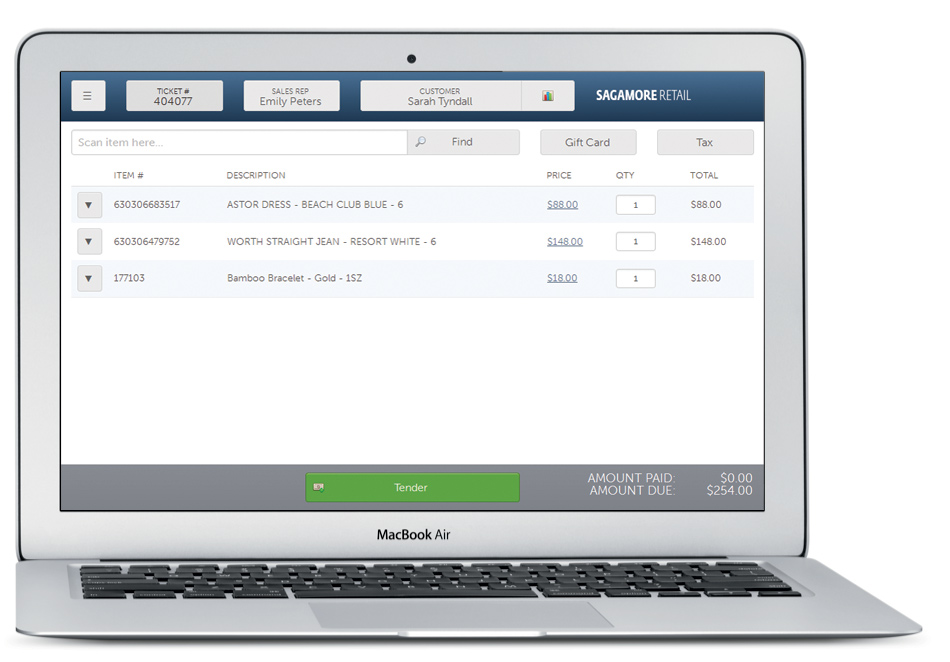 TICKET #
404077
SALES REP
Emily Peters
CUSTOMER
Sarah Tyndall
SAGAMORE RETAIL
Scan item here...
Find
Gift Card
Tax
ITEM # DESCRIPTION PRICE QTY TOTAL
630306683517 ASTOR DRESS - BEACH CLUB BLUE - 6 $88.00 1 $88.00
630306479752 WORTH STRAIGHT JEAN - RESORT WHITE - 6 $148.00 1 $148.00
177103 Bamboo Bracelet - Gold - 1SZ $18.00 1 $18.00
Tender
AMOUNT PAID: $0.00
AMOUNT DUE: $254.00
MacBook Air